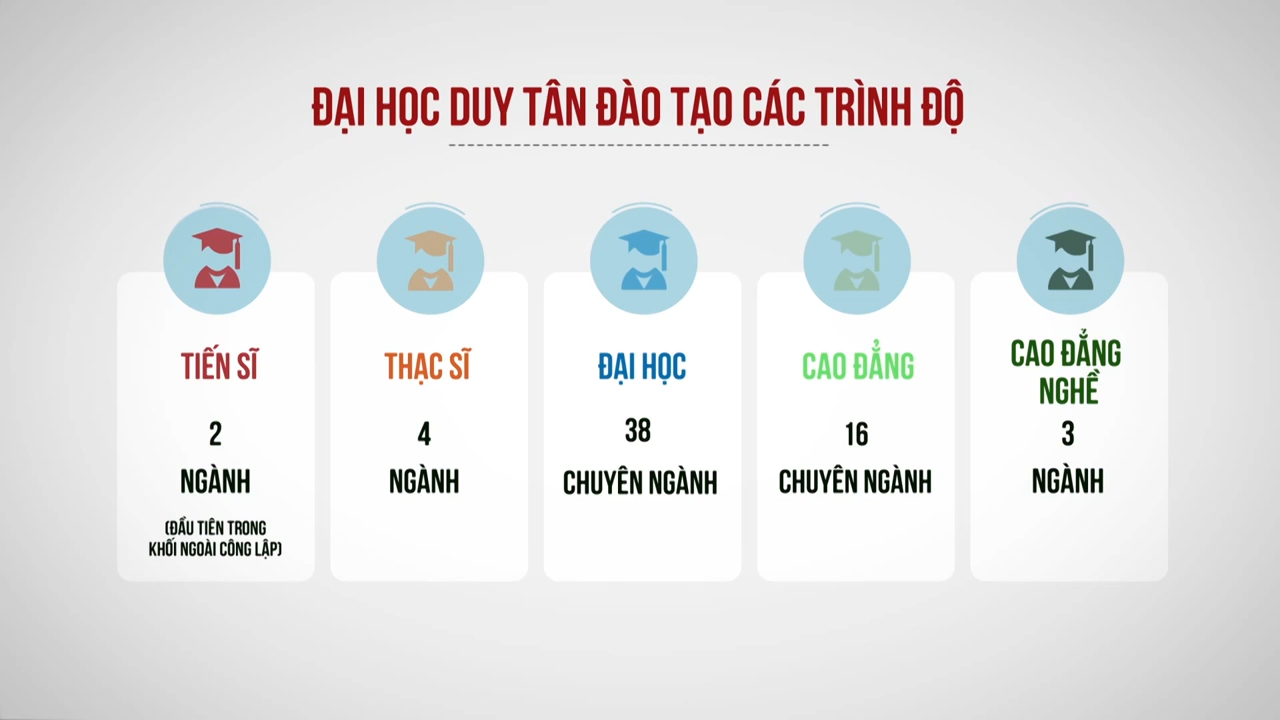 ĐẠI HỌC DUY TÂN ĐÀO TẠO CÁC TRÌNH ĐỘ
TIẾN SĨ
2
NGÀNH
(ĐẦU TIÊN TRONG
KHỐI NGOÀI CÔNG LẬP)
THẠC SĨ
4
NGÀNH
ĐẠI HỌC
38
CHUYÊN NGÀNH
CAO ĐẲNG
16
CHUYÊN NGÀNH
CAO ĐẲNG
NGHỀ
3
NGÀNH